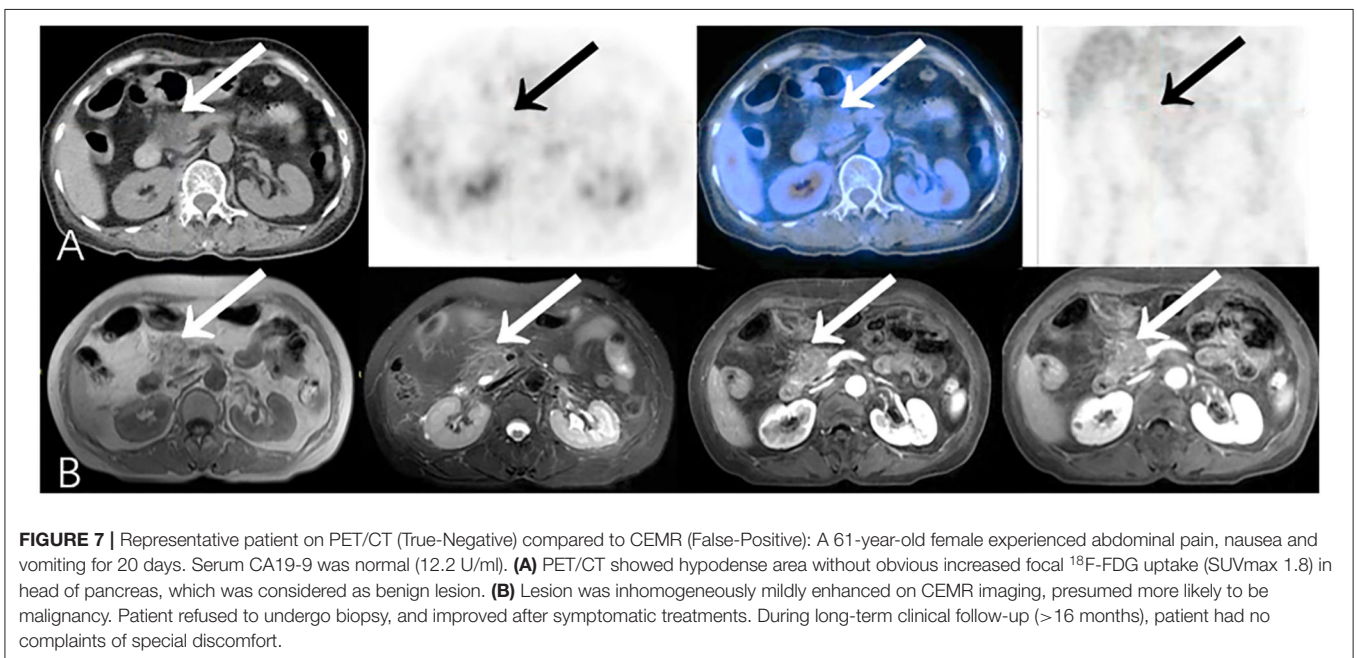 A
B
FIGURE 7 | Representative patient on PET/CT (True-Negative) compared to CEMR (False-Positive): A 61-year-old female experienced abdominal pain, nausea and
vomiting for 20 days. Serum CA19-9 was normal (12.2 U/ml). (A) PET/CT showed hypodense area without obvious increased focal ¹⁸F-FDG uptake (SUVmax 1.8) in
head of pancreas, which was considered as benign lesion. (B) Lesion was inhomogeneously mildly enhanced on CEMR imaging, presumed more likely to be
malignancy. Patient refused to undergo biopsy, and improved after symptomatic treatments. During long-term clinical follow-up (>16 months), patient had no
complaints of special discomfort.